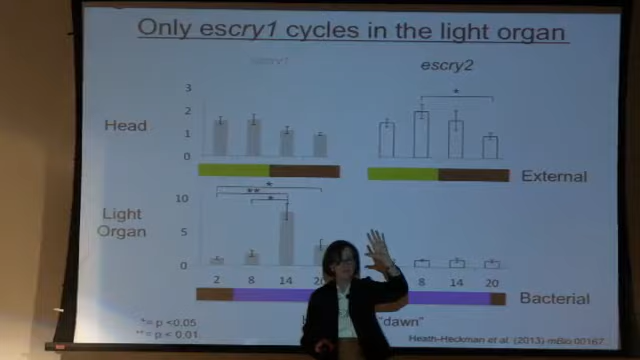 Only escry1 cycles in the light organ
escry1 escry2
3
2
1
0
Head
*
External
10
5
0
Light
Organ
*
**
*
2 8 14 8 14 20
Bacterial
*= p <0.05
**= p < 0.01
"dawn"
Heath-Heckman et al. (2013) mBio 00167